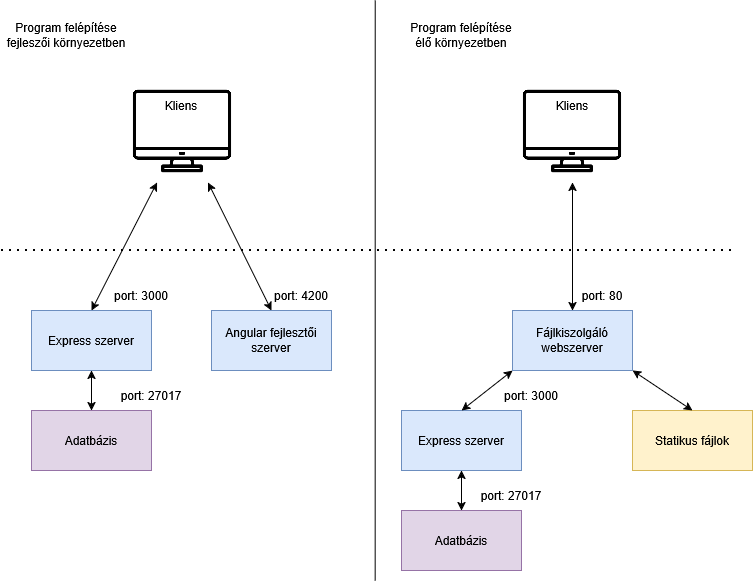 Program felépítése
fejleszői környezetben
Kliens
port: 3000
port: 4200
Express szerver
Angular fejlesztői
szerver
port: 27017
Adatbázis
Program felépítése
élő környezetben
Kliens
port: 80
Fájlkiszolgáló
webszerver
port: 3000
Express szerver
Statikus fájlok
port: 27017
Adatbázis